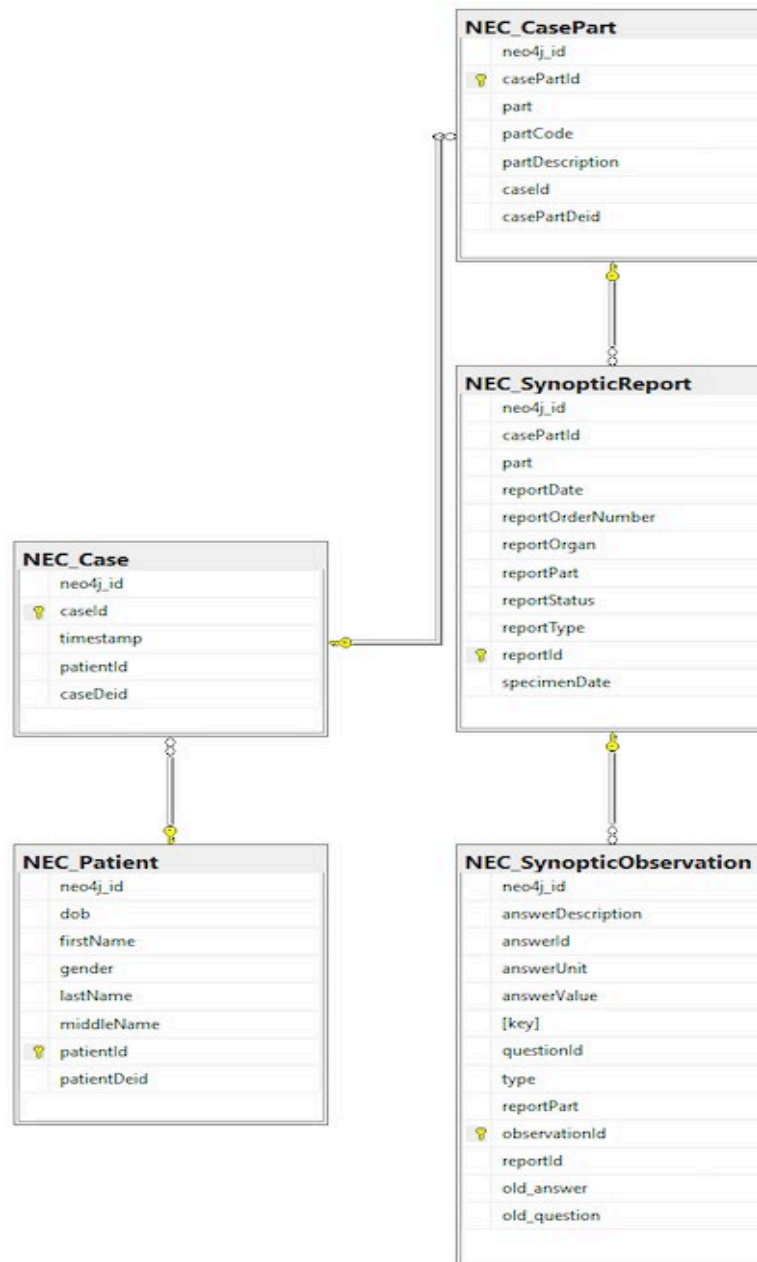 NEC_CasePart
neo4j_id
casePartId
part
partCode
partDescription
caseId
casePartDeid
NEC_SynopticReport
neo4j_id
casePartId
part
reportDate
reportOrderNumber
reportOrgan
reportPart
reportStatus
reportType
reportId
specimenDate
NEC_Case
neo4j_id
caseId
timestamp
patientId
caseDeid
NEC_Patient
neo4j_id
dob
firstName
gender
lastName
middleName
patientId
patientDeid
NEC_SynopticObservation
neo4j_id
answerDescription
answerId
answerUnit
answerValue
[key]
questionId
type
reportPart
observationId
reportId
old_answer
old_question